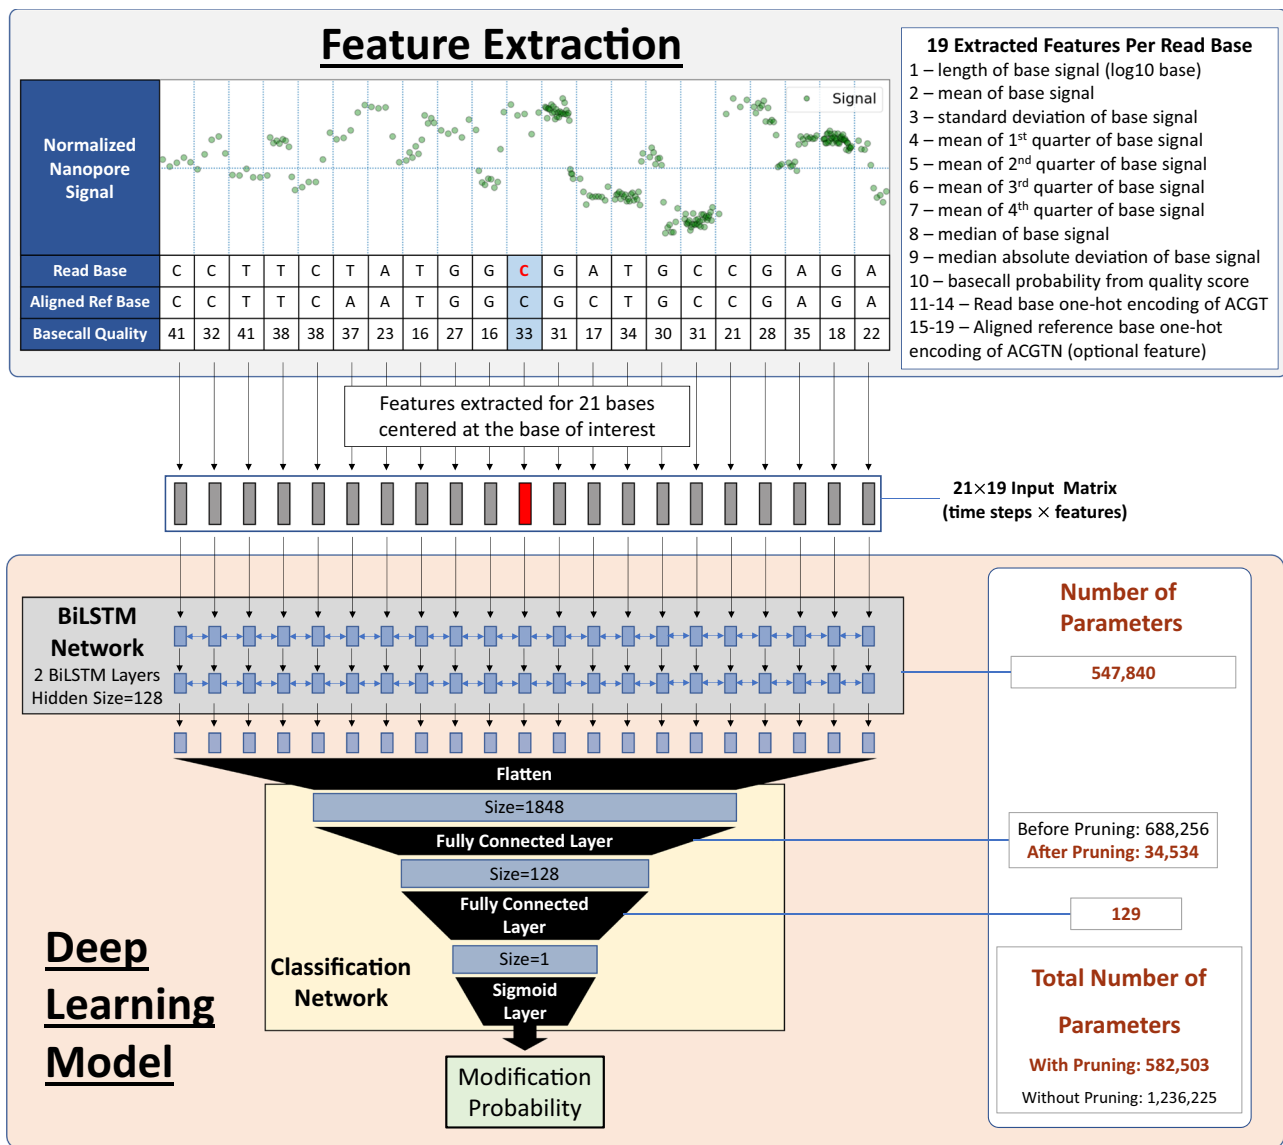 Feature Extraction
Normalized
Nanopore
Signal
Signal
Read Base C C T T C T A T G G C G A T G C C G A G A
Aligned Ref Base C C T T C A A T G G C G C T G C C G A G A
Basecall Quality 41 32 41 38 38 37 23 16 27 16 33 31 17 34 30 31 21 28 35 18 22
19 Extracted Features Per Read Base
1 – length of base signal (log10 base)
2 – mean of base signal
3 – standard deviation of base signal
4 – mean of 1st quarter of base signal
5 – mean of 2nd quarter of base signal
6 – mean of 3rd quarter of base signal
7 – mean of 4th quarter of base signal
8 – median of base signal
9 – median absolute deviation of base signal
10 – basecall probability from quality score
11-14 – Read base one-hot encoding of ACGT
15-19 – Aligned reference base one-hot
encoding of ACGTN (optional feature)
Features extracted for 21 bases
centered at the base of interest
21×19 Input Matrix
(time steps × features)
BiLSTM
Network
2 BiLSTM Layers
Hidden Size=128
Flatten
Size=1848
Fully Connected Layer
Size=128
Fully Connected
Layer
Size=1
Sigmoid
Layer
Classification
Network
Modification
Probability
Deep
Learning
Model
Number of
Parameters
547,840
Before Pruning: 688,256
After Pruning: 34,534
129
Total Number of
Parameters
With Pruning: 582,503
Without Pruning: 1,236,225